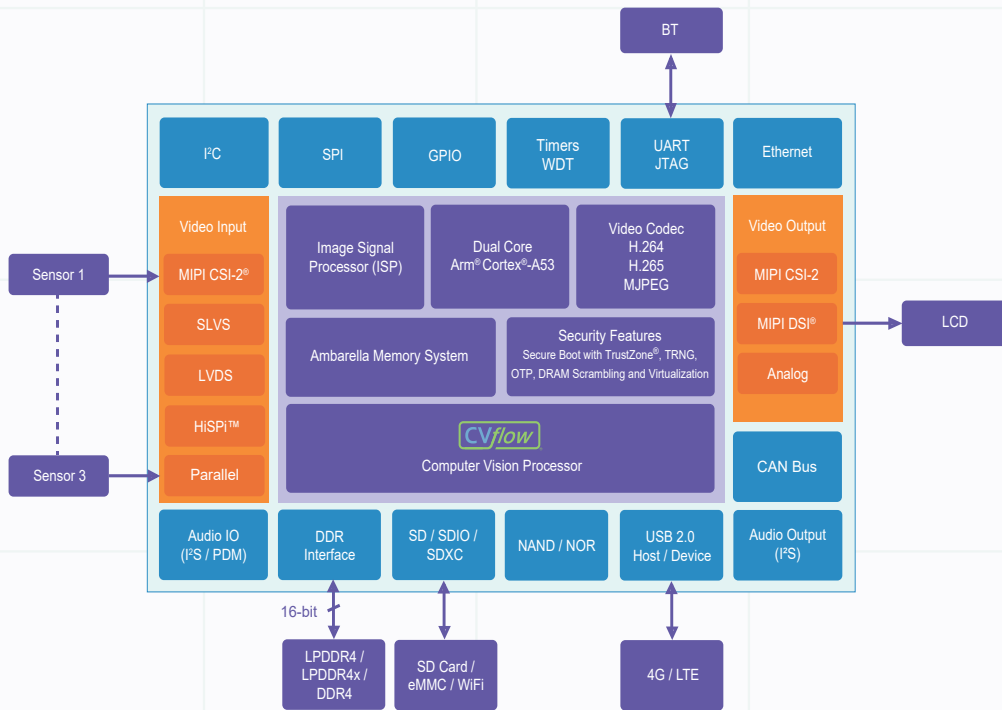 BT
I²C
SPI
GPIO
Timers
WDT
UART
JTAG
Ethernet
Video Input
MIPI CSI-2®
SLVS
LVDS
HiSPi™
Parallel
Sensor 1
Sensor 3
Image Signal
Processor (ISP)
Dual Core
Arm® Cortex®-A53
Video Codec
H.264
H.265
MJPEG
Ambarella Memory System
Security Features
Secure Boot with TrustZone®, TRNG,
OTP, DRAM Scrambling and Virtualization
CVflow
Computer Vision Processor
Video Output
MIPI CSI-2
MIPI DSI®
Analog
LCD
CAN Bus
Audio IO
(I²S / PDM)
DDR
Interface
SD / SDIO /
SDXC
NAND / NOR
USB 2.0
Host / Device
Audio Output
(I²S)
16-bit
LPDDR4 /
LPDDR4x /
DDR4
SD Card /
eMMC / WiFi
4G / LTE